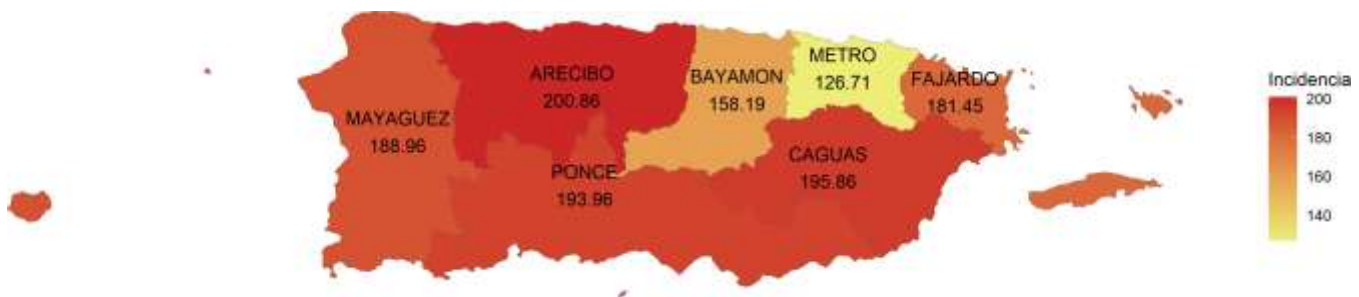 METRO
126.71
ARECIBO
200.86
BAYAMON
158.19
FAJARDO
181.45
MAYAGUEZ
188.96
PONCE
193.96
CAGUAS
195.86
Incidencia
200
180
160
140